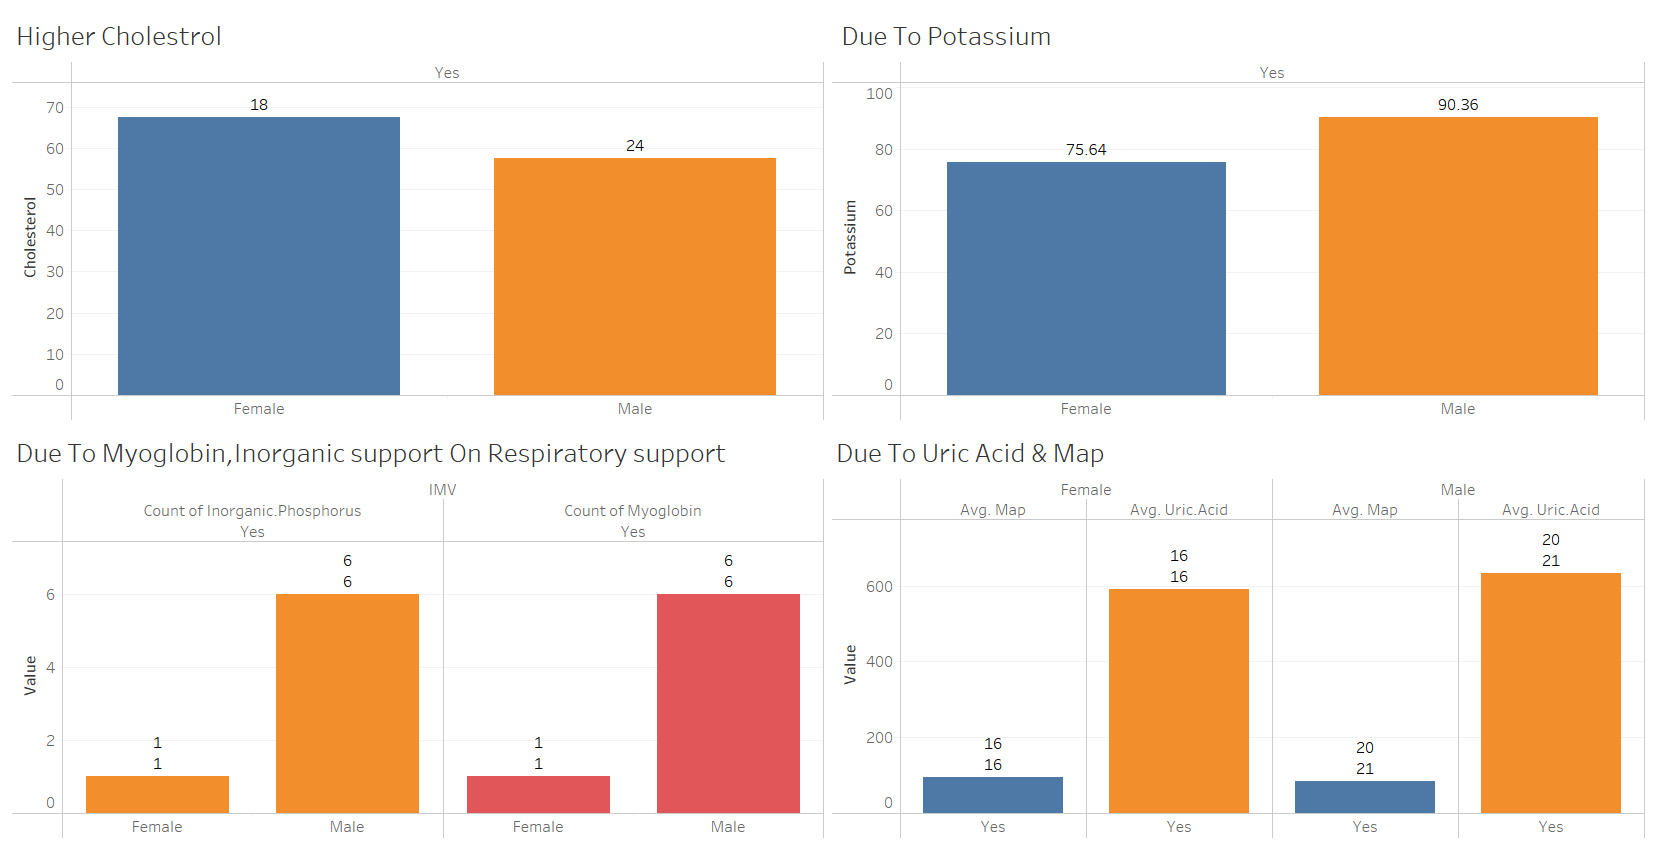 Higher Cholestrol
Yes
Cholesterol
70
60
50
40
30
20
10
0
18
24
Female
Male
Due To Potassium
Yes
Potassium
100
80
60
40
20
0
75.64
90.36
Female
Male
Due To Myoglobin,Inorganic support On Respiratory support
IMV
Count of Inorganic.Phosphorus
Count of Myoglobin
Yes
Yes
Value
6
4
2
0
1
1
6
6
1
1
6
6
Female
Male
Female
Male
Due To Uric Acid & Map
Female
Male
Avg. Map
Avg. Uric.Acid
Avg. Map
Avg. Uric.Acid
Value
600
400
200
0
16
16
16
16
20
21
20
21
Yes
Yes
Yes
Yes